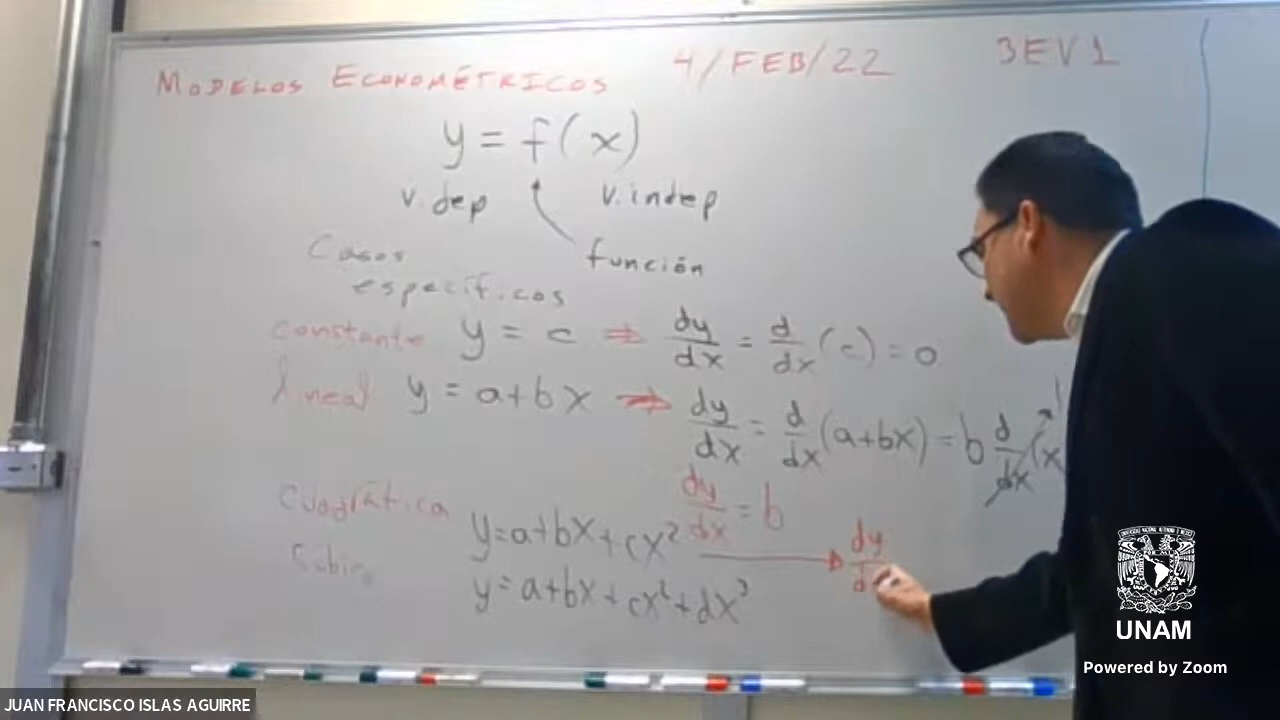 MODELOS ECONOMÉTRICOS 4/FEB/22 3EV1
y = f(x)
v. dep v. indep
función
Casos
específicos
constante y = c ⇒ dy/dx = d/dx (c) = 0
lineal y = a+bx ⇒ dy/dx = d/dx (a+bx) = b d/dx (x 1
dy/dx = b
Cuadrática y=a+bx+cx² → dy/d
y=a+bx+cx²+dx³
UNAM
Powered by Zoom
JUAN FRANCISCO ISLAS AGUIRRE